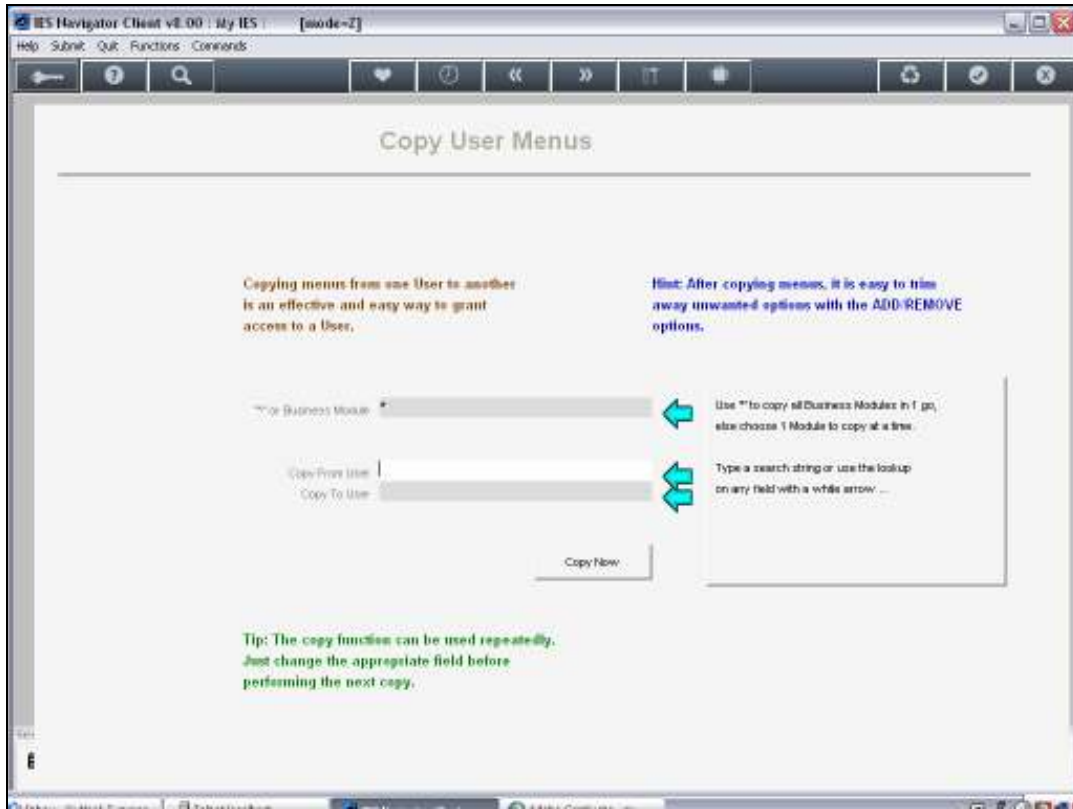 IES Navigator Client v8.00 : My IES : [mode=Z]
Help Submit Quit Functions Commands
Copy User Menus
Copying menus from one User to another
is an effective and easy way to grant
access to a User.
Hint: After copying menus, it is easy to trim
away unwanted options with the ADD/REMOVE
options.
"*" or Business Module *
Use "*" to copy all Business Modules in 1 go,
else choose 1 Module to copy at a time.
Copy From User
Copy To User
Type a search string or use the lookup
on any field with a while arrow ...
Copy Now
Tip: The copy function can be used repeatedly.
Just change the appropriate field before
performing the next copy.